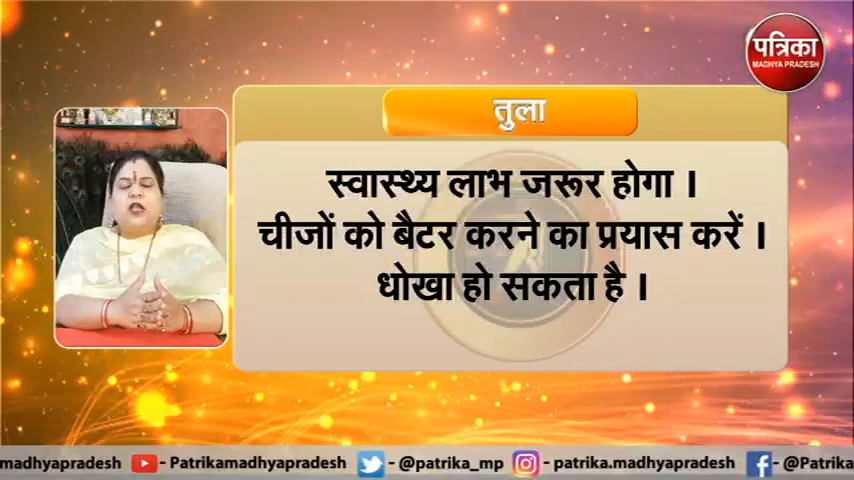 पत्रिका
MADHYA PRADESH
तुला
स्वास्थ्य लाभ जरूर होगा ।
चीजों को बैटर करने का प्रयास करें ।
धोखा हो सकता है ।
madhyapradesh - Patrikamadhyapradesh - @patrika_mp - patrika.madhyapradesh - @Patrika